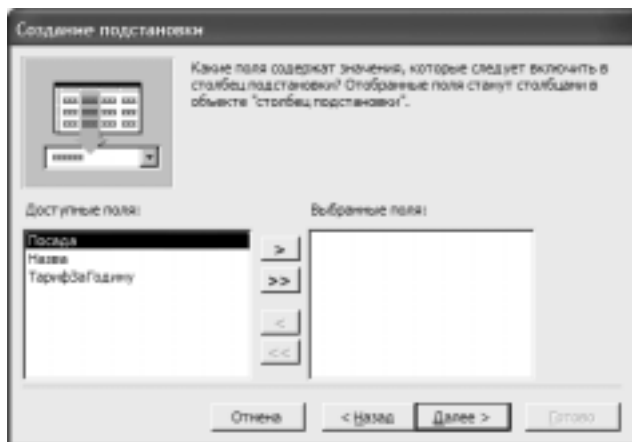 Создание подстановки
Какие поля содержат значения, которые следует включить в
столбец подстановки? Отобранные поля станут столбцами в
объекте "столбец подстановки".
Доступные поля:
Выбранные поля:
Посада
Назва
ТарифЗаГодину
>
>>
<
<<
Отмена
< Назад
Далее >
Готово